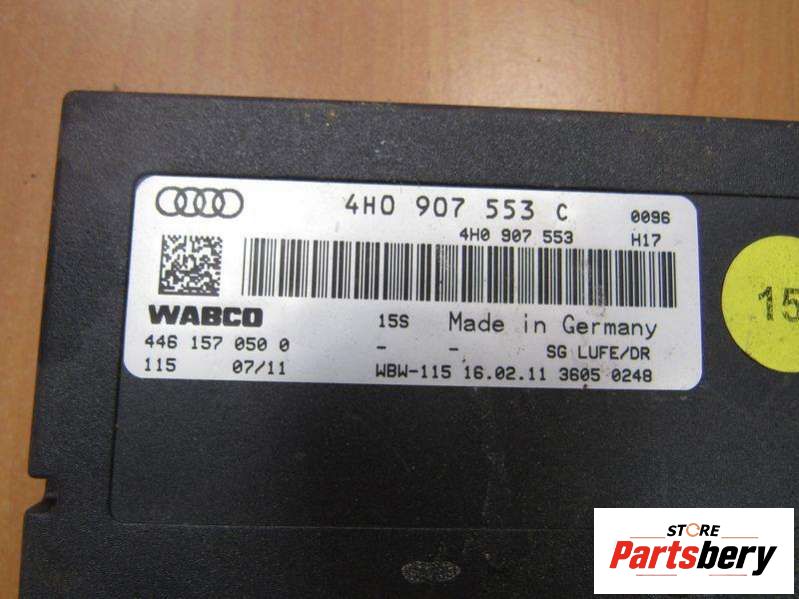 4H0 907 553 C 0096
4H0 907 553 H17
WABCO 15S Made in Germany
446 157 050 0 - - SG LUFE/DR
115 07/11 WBW-115 16.02.11 3605 0248
15
STORE
Partsbery